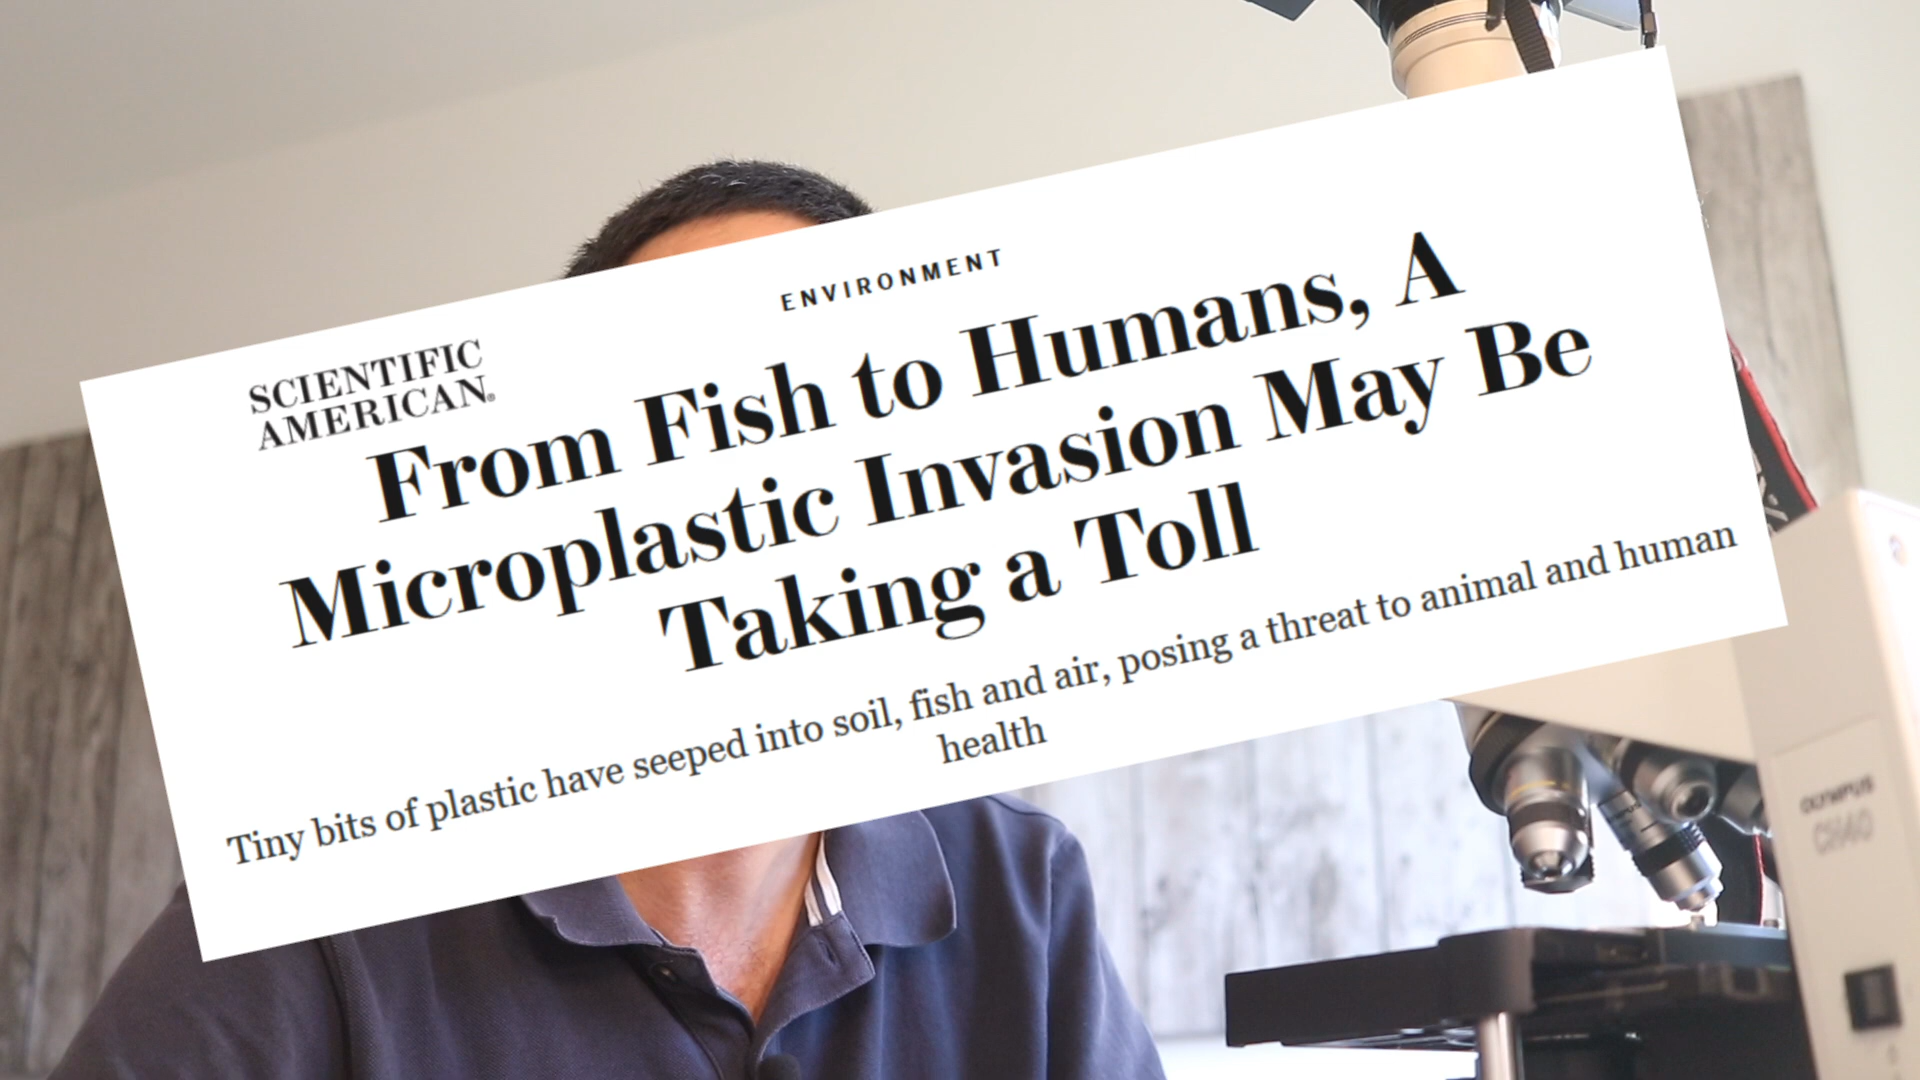 ENVIRONMENT
SCIENTIFIC
AMERICAN®
From Fish to Humans, A
Microplastic Invasion May Be
Taking a Toll
Tiny bits of plastic have seeped into soil, fish and air, posing a threat to animal and human
health
OLYMPUS